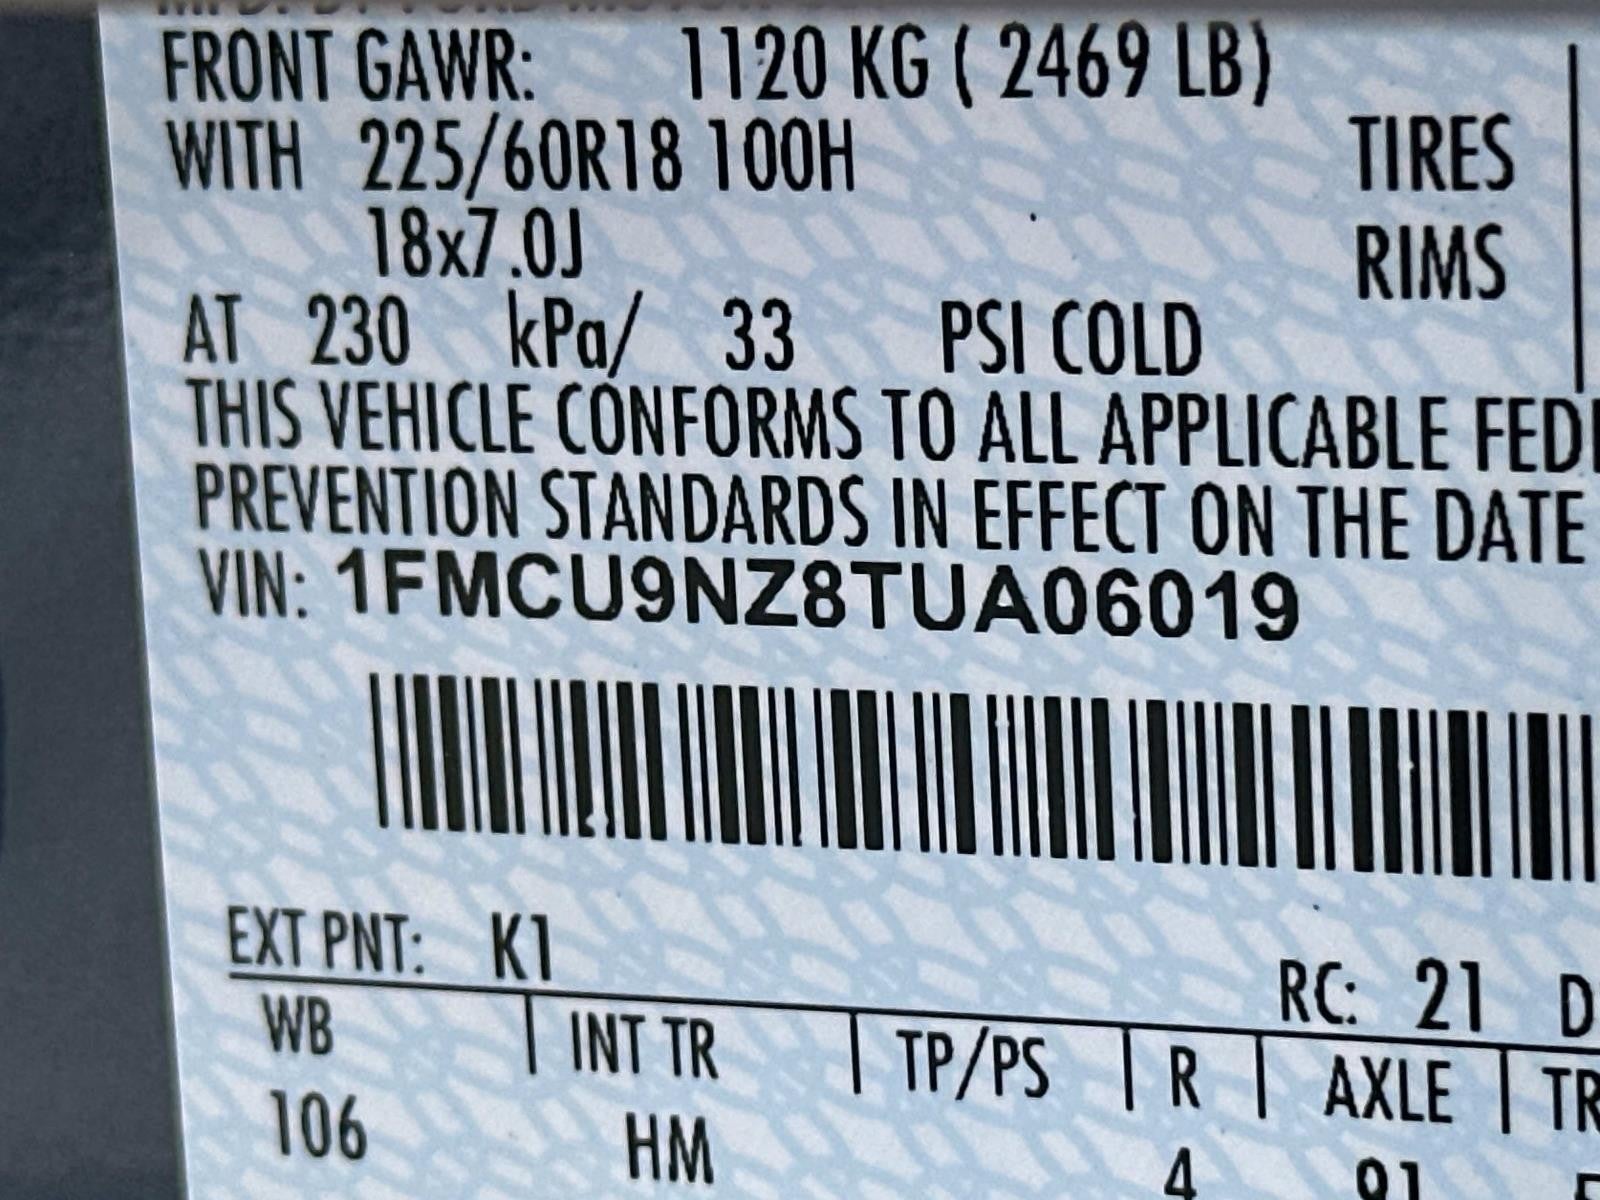 FRONT GAWR: 1120 KG ( 2469 LB)
WITH 225/60R18 100H TIRES
18x7.0J RIMS
AT 230 kPa/ 33 PSI COLD
THIS VEHICLE CONFORMS TO ALL APPLICABLE FEDE
PREVENTION STANDARDS IN EFFECT ON THE DATE
VIN: 1FMCU9NZ8TUA06019
EXT PNT: K1 RC: 21 D
WB INT TR TP/PS R AXLE TR
106 HM 4 91